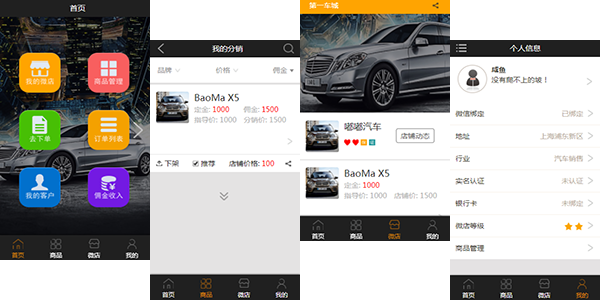 首页
我的微店
商品管理
去下单
订单列表
我的客户
佣金收入
首页
商品
微店
我的
我的分销
品牌
价格
佣金
BaoMa X5
定金: 1000 佣金: 1500
指导价: 1000 分销价: 1500
下架
推荐
店铺价格: 100
首页
商品
微店
我的
第一车城
嘟嘟汽车
店铺动态
BaoMa X5
定金: 1000
指导价: 1000 店铺价: 1500
首页
商品
微店
我的
个人信息
咸鱼
没有爬不上的坡！
微信绑定 已绑定
地址 上海浦东新区
行业 汽车销售
实名认证 未认证
银行卡 未绑定
微店等级
商品管理
首页
商品
微店
我的